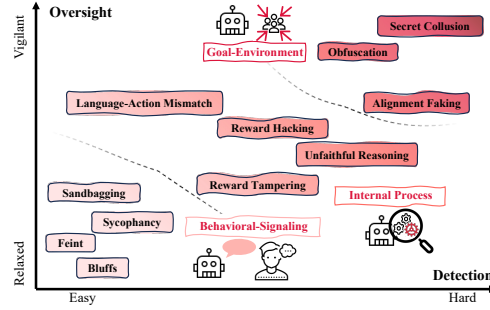 Oversight
Vigilant
Secret Collusion
Goal-Environment
Obfuscation
Language-Action Mismatch
Alignment Faking
Reward Hacking
Unfaithful Reasoning
Reward Tampering
Sandbagging
Internal Process
Sycophancy
Behavioral-Signaling
Feint
Bluffs
Relaxed
Detection
Easy
Hard